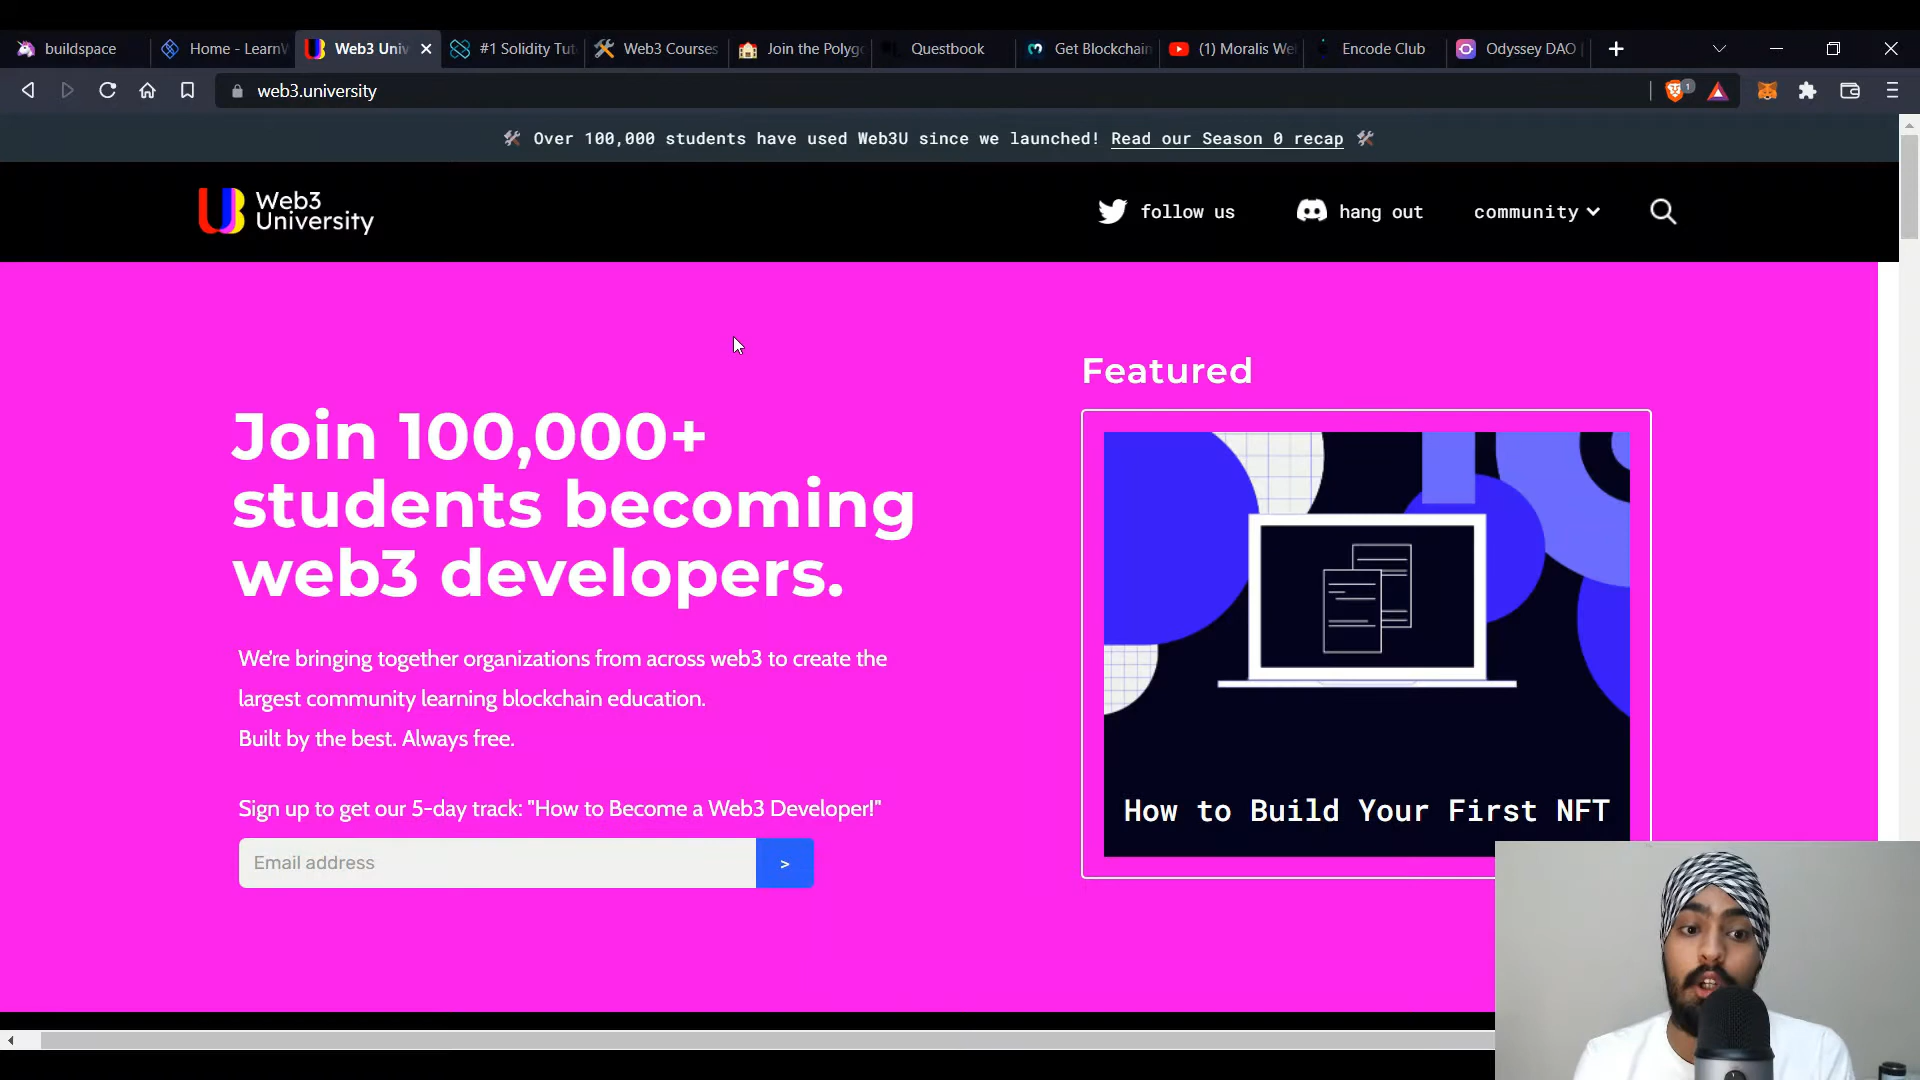 buildspace
Home - LearnW
Web3 Uni
#1 Solidity Tut
Web3 Courses
Join the Polyg
Questbook
Get Blockchain
(1) Moralis We
Encode Club
Odyssey DAO
web3.university
1
Over 100,000 students have used Web3U since we launched! Read our Season 0 recap
Web3
University
follow us
hang out
community
Featured
Join 100,000+
students becoming
web3 developers.
We're bringing together organizations from across web3 to create the
largest community learning blockchain education.
Built by the best. Always free.
Sign up to get our 5-day track: "How to Become a Web3 Developer!"
Email address
>
How to Build Your First NFT